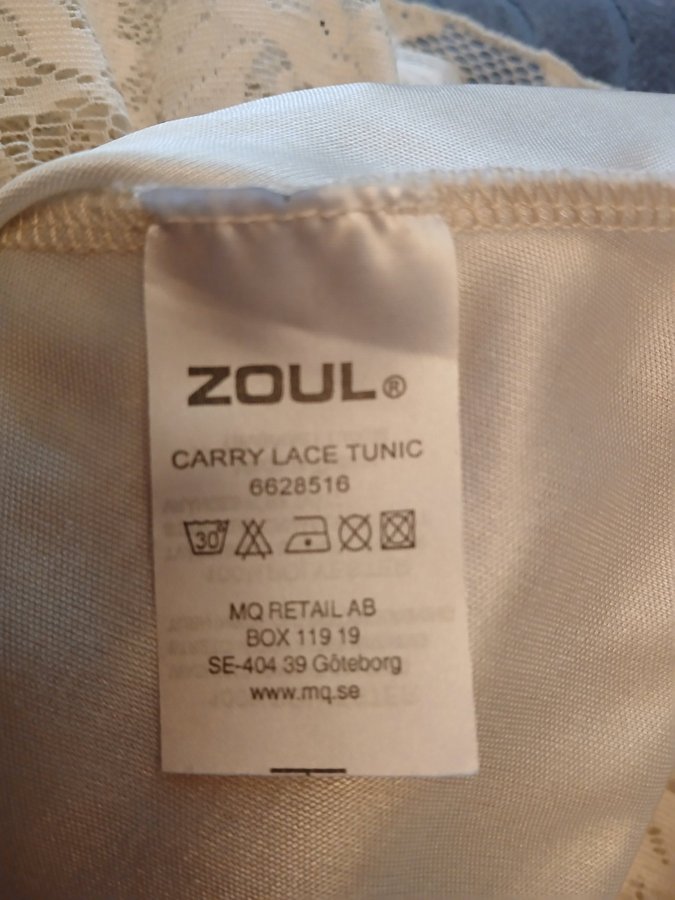 ZOUL®
CARRY LACE TUNIC
6628516
30°
MQ RETAIL AB
BOX 119 19
SE-404 39 Göteborg
www.mq.se